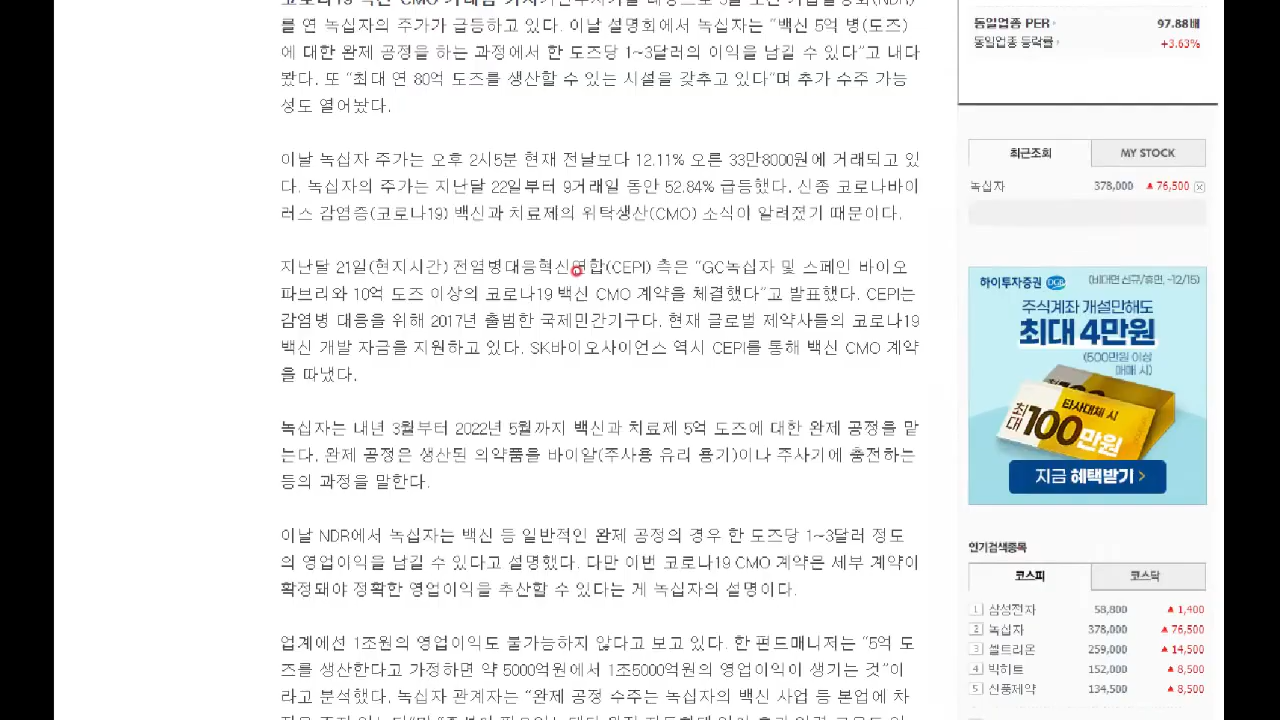 를 연 녹십자의 주가가 급등하고 있다. 이날 설명회에서 녹십자는 “백신 5억 병(도즈)
에 대한 완제 공정을 하는 과정에서 한 도즈당 1~3달러의 이익을 남길 수 있다”고 내다
봤다. 또 “최대 연 80억 도즈를 생산할 수 있는 시설을 갖추고 있다”며 추가 수주 가능
성도 열어놨다.
이날 녹십자 주가는 오후 2시5분 현재 전날보다 12.11% 오른 33만8000원에 거래되고 있
다. 녹십자의 주가는 지난달 22일부터 9거래일 동안 52.84% 급등했다. 신종 코로나바이
러스 감염증(코로나19) 백신과 치료제의 위탁생산(CMO) 소식이 알려졌기 때문이다.
지난달 21일(현지시간) 전염병대응혁신연합(CEPI) 측은 “GC녹십자 및 스페인 바이오
파브리와 10억 도즈 이상의 코로나19 백신 CMO 계약을 체결했다”고 발표했다. CEPI는
감염병 대응을 위해 2017년 출범한 국제민간기구다. 현재 글로벌 제약사들의 코로나19
백신 개발 자금을 지원하고 있다. SK바이오사이언스 역시 CEPI를 통해 백신 CMO 계약
을 따냈다.
녹십자는 내년 3월부터 2022년 5월까지 백신과 치료제 5억 도즈에 대한 완제 공정을 맡
는다. 완제 공정은 생산된 의약품을 바이알(주사용 유리 용기)이나 주사기에 충전하는
등의 과정을 말한다.
이날 NDR에서 녹십자는 백신 등 일반적인 완제 공정의 경우 한 도즈당 1~3달러 정도
의 영업이익을 남길 수 있다고 설명했다. 다만 이번 코로나19 CMO 계약은 세부 계약이
확정돼야 정확한 영업이익을 추산할 수 있다는 게 녹십자의 설명이다.
업계에선 1조원의 영업이익도 불가능하지 않다고 보고 있다. 한 펀드매니저는 “5억 도
즈를 생산한다고 가정하면 약 5000억원에서 1조5000억원의 영업이익이 생기는 것”이
라고 분석했다. 녹십자 관계자는 “완제 공정 수주는 녹십자의 백신 사업 등 본업에 차
동일업종 PER 97.88배
동일업종 등락률 +3.63%
최근조회 MY STOCK
녹십자 378,000 ▲76,500
하이투자증권 DGB (비대면 신규/휴면, ~12/15)
주식계좌 개설만해도
최대 4만원
(500만원 이상
매매 시)
타사대체 시
최대 100만원
지금 혜택받기 >
인기검색종목
코스피 코스닥
1 삼성전자 58,800 ▲1,400
2 녹십자 378,000 ▲76,500
3 셀트리온 259,000 ▲14,500
4 빅히트 152,000 ▲8,500
5 신풍제약 134,500 ▲8,500